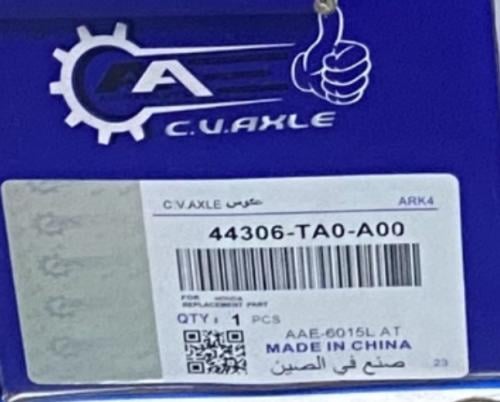 AA
C.V.AXLE
C.V.AXLE عكوس ARK4
44306-TA0-A00
FOR HONDA
REPLACEMENT PART
QTY: 1 PCS
AAE-6015L AT
MADE IN CHINA
صنع في الصين 23